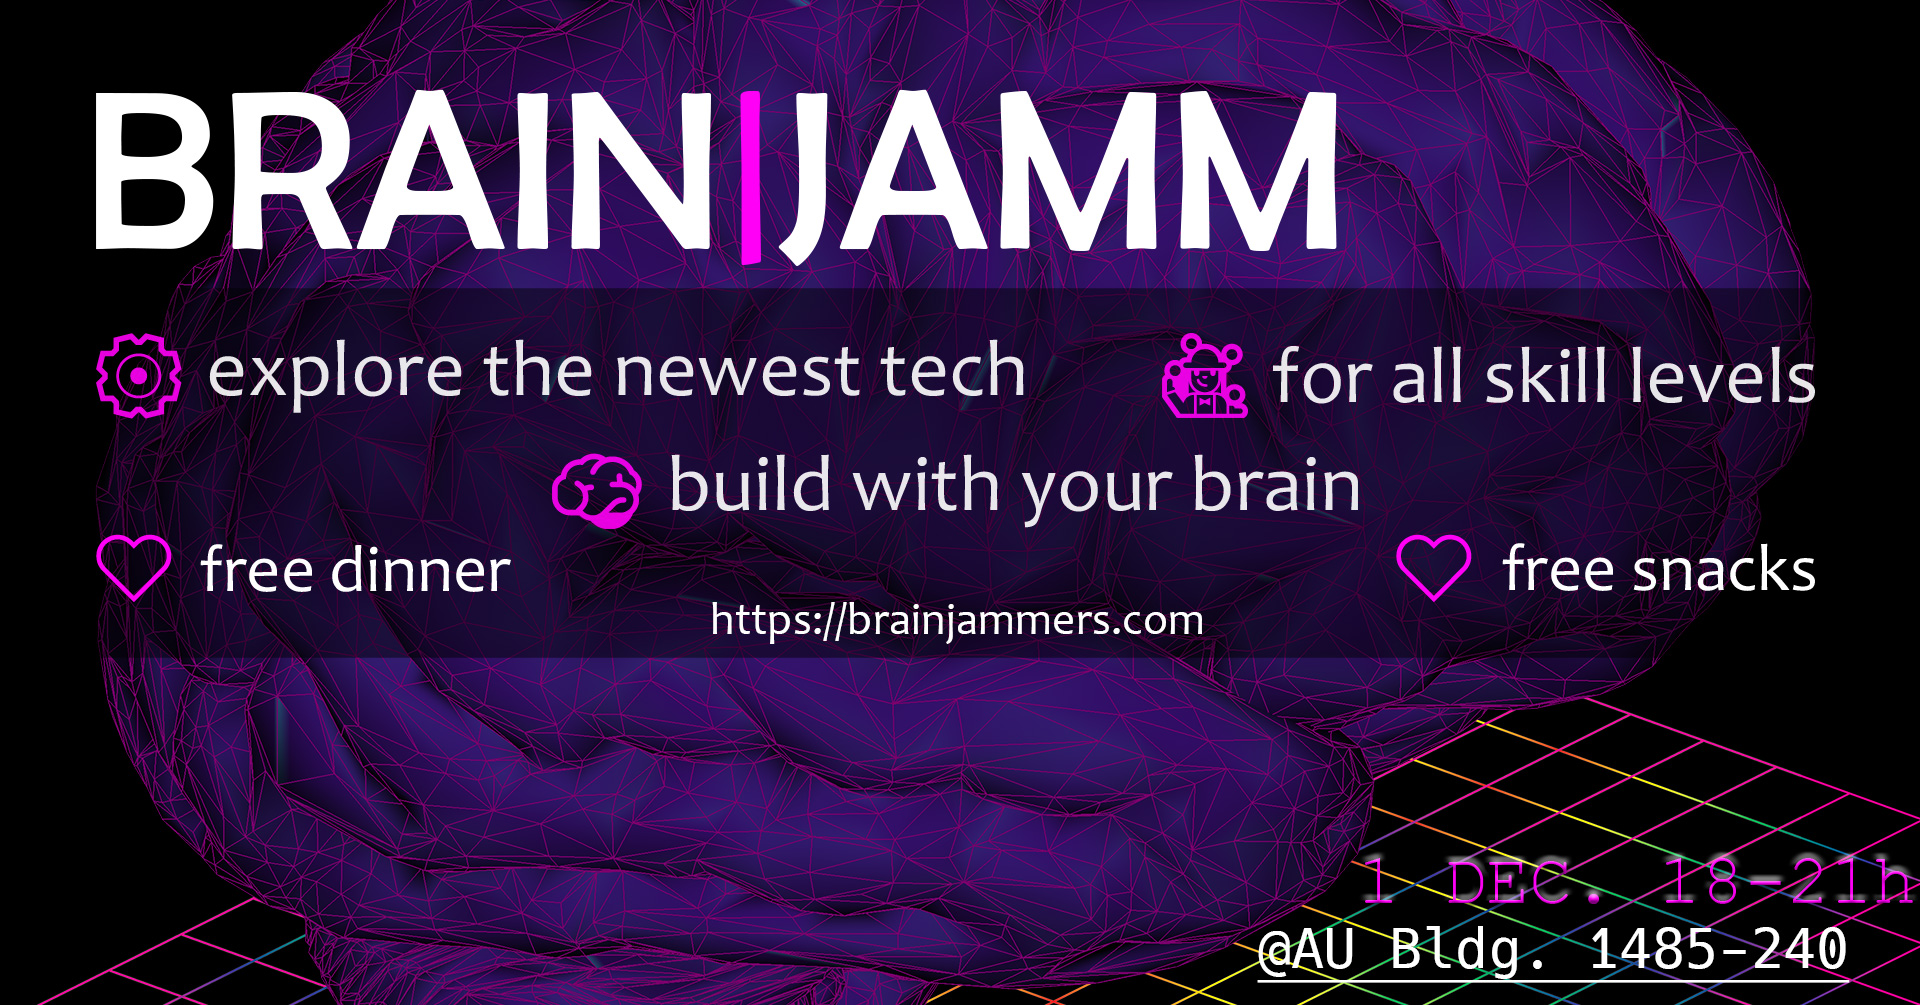 BRAIN|JAMM
explore the newest tech
for all skill levels
build with your brain
free dinner
free snacks
https://brainjammers.com
1 DEC. 18-21h
@AU Bldg. 1485-240